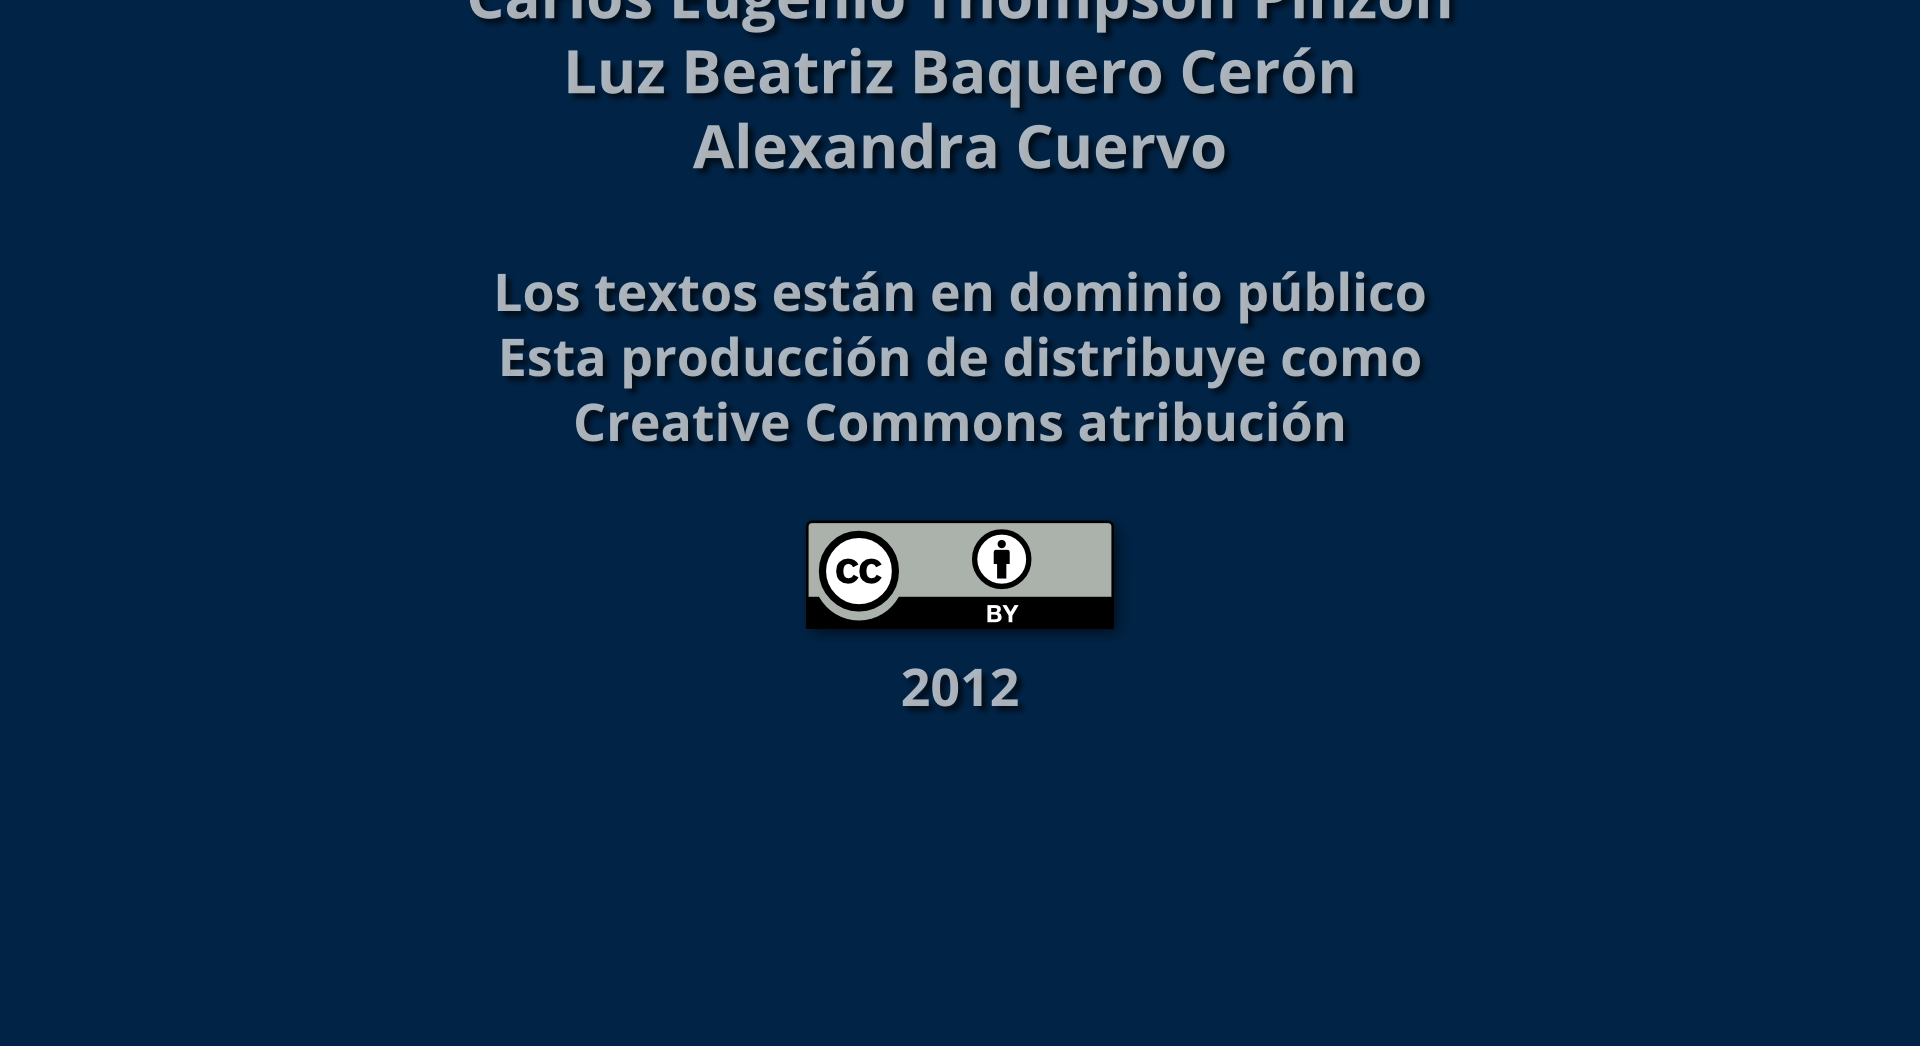 Carlos Eugenio Thompson Pinzón
Luz Beatriz Baquero Cerón
Alexandra Cuervo
Los textos están en dominio público
Esta producción de distribuye como
Creative Commons atribución
cc
BY
2012